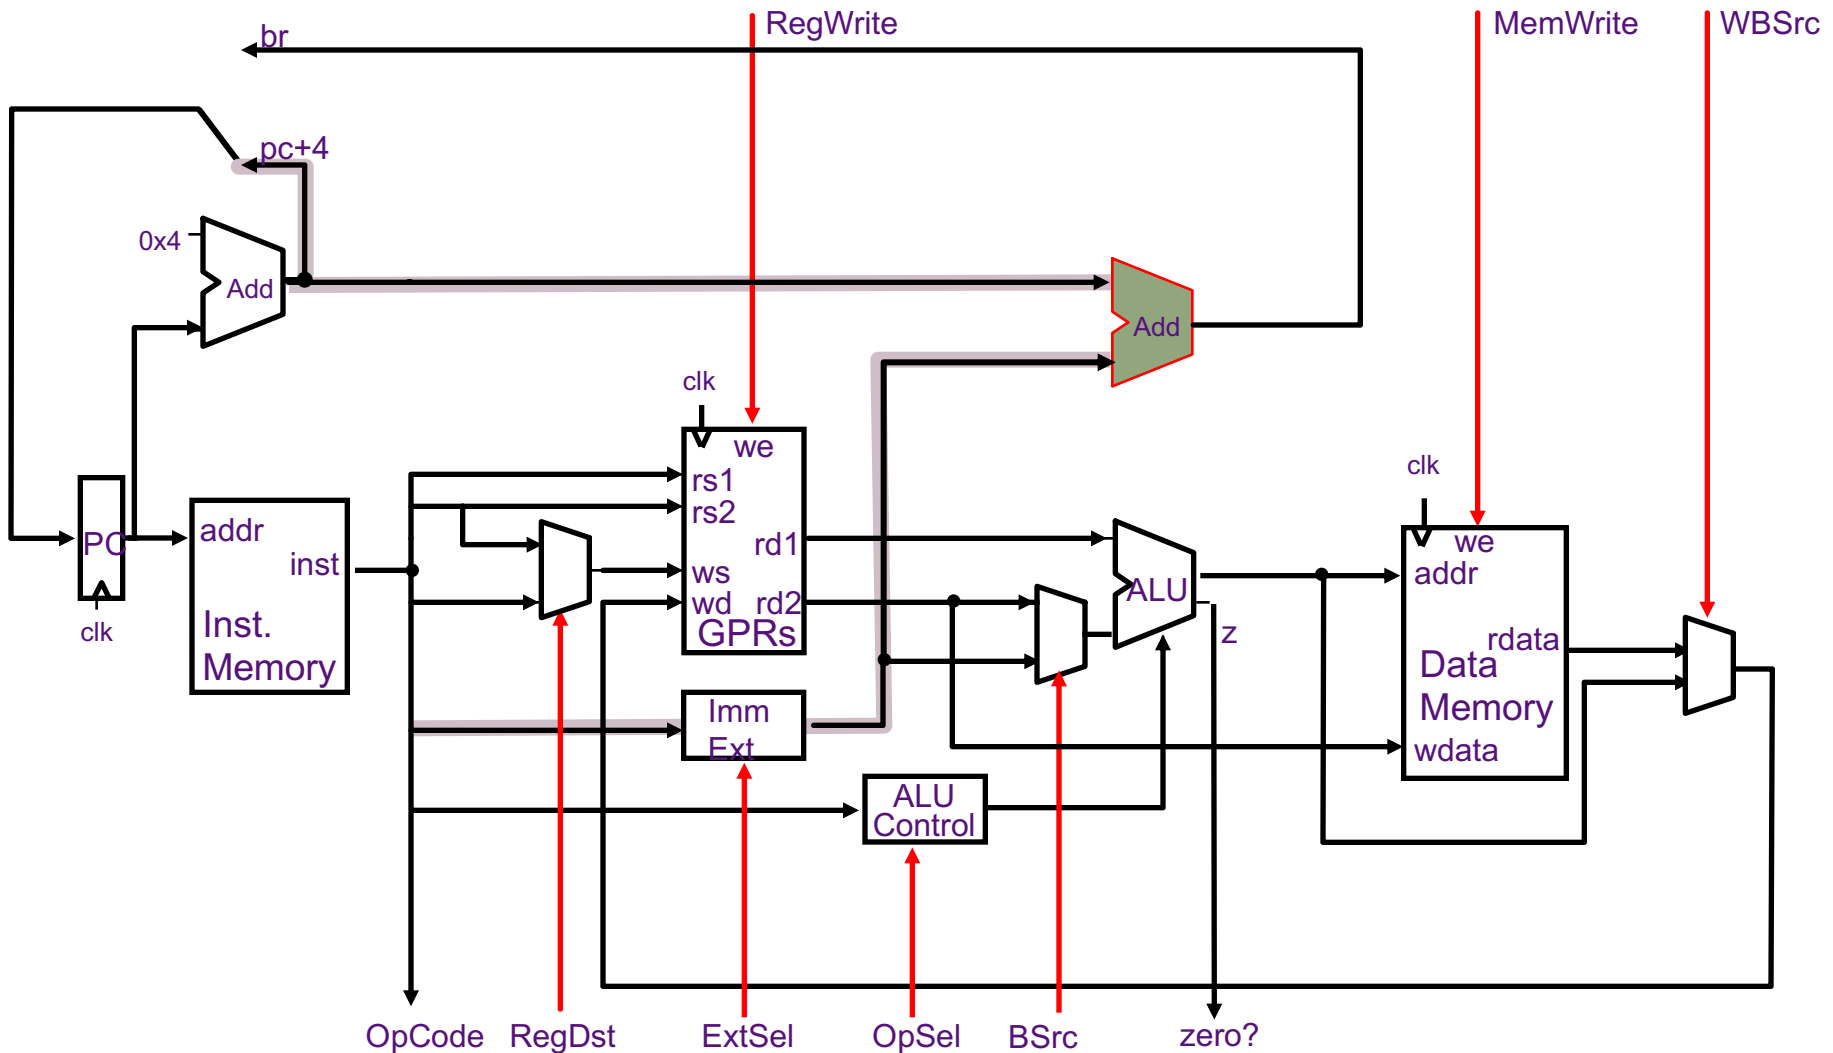 RegWrite
MemWrite
WBSrc
br
pc+4
0x4
Add
Add
clk
we
rs1
rs2
rd1
ws
wd
rd2
GPRs
PC
clk
addr
inst
Inst.
Memory
ALU
z
clk
we
addr
rdata
Data
Memory
wdata
Imm
Ext
ALU
Control
OpCode
RegDst
ExtSel
OpSel
BSrc
zero?